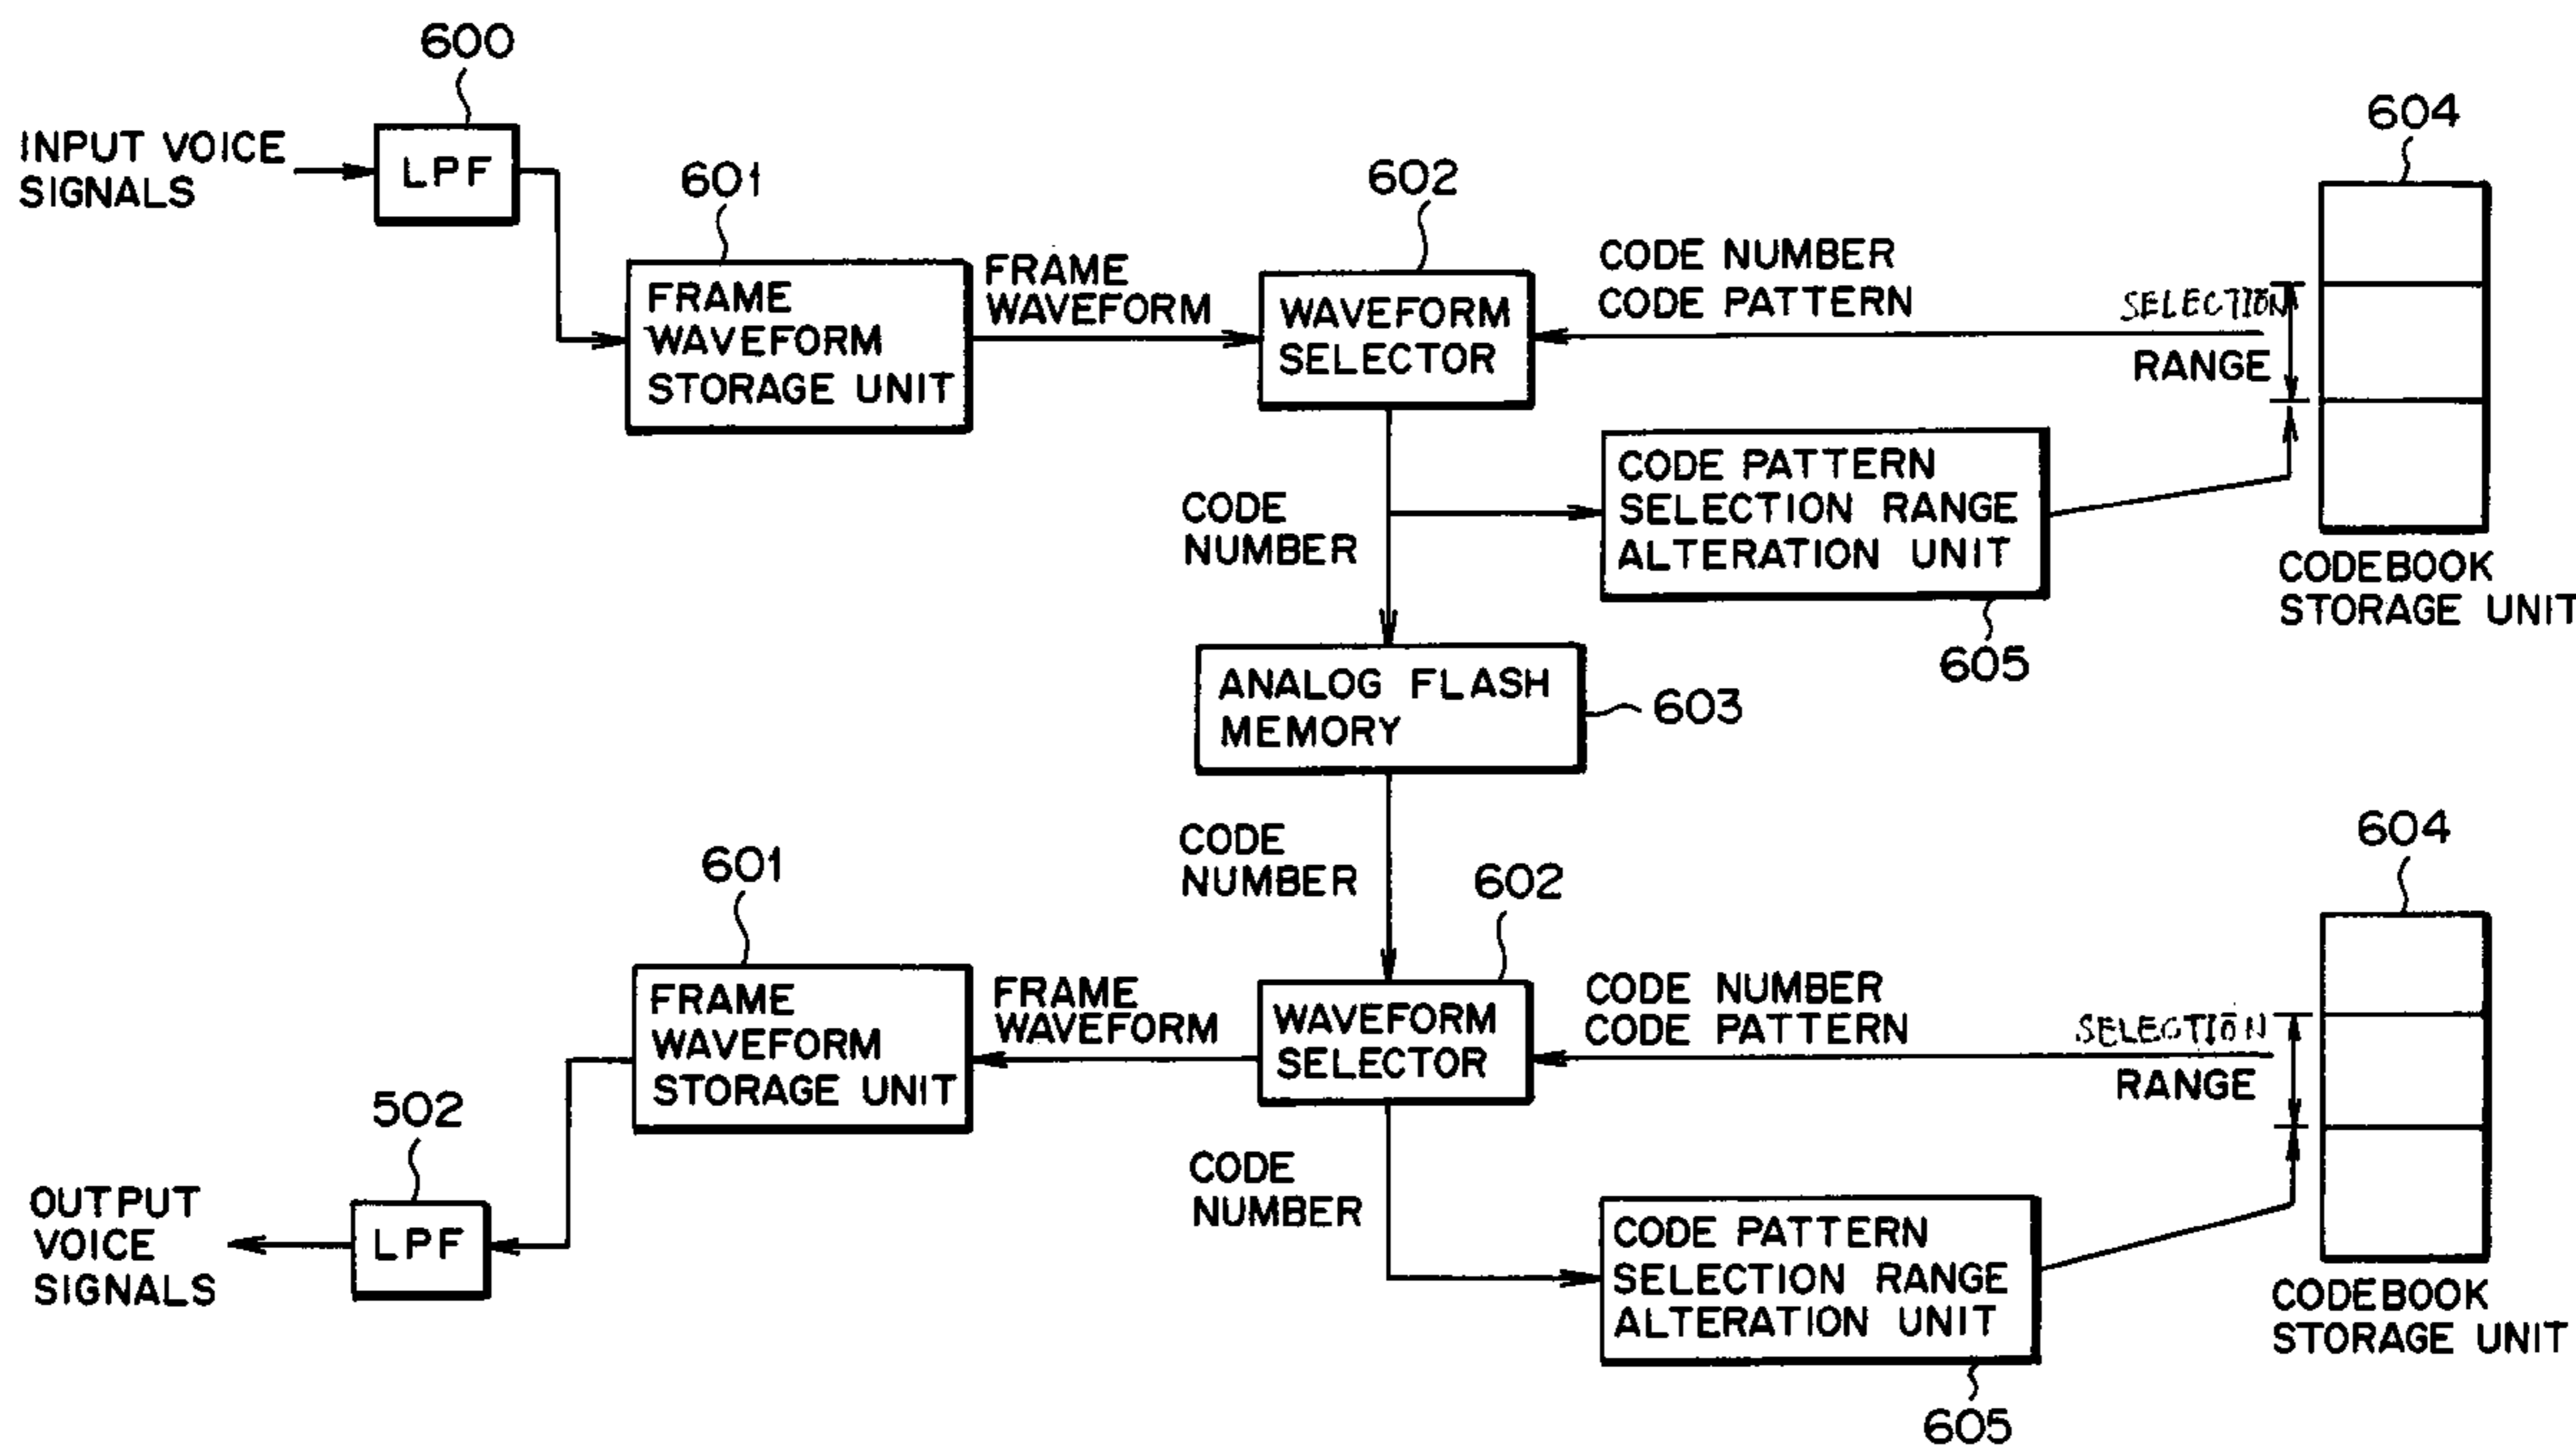 600
INPUT VOICE
SIGNALS
LPF
601
FRAME
WAVEFORM
STORAGE UNIT
FRAME
WAVEFORM
602
WAVEFORM
SELECTOR
CODE NUMBER
CODE PATTERN
SELECTION
RANGE
604
CODEBOOK
STORAGE UNIT
CODE
NUMBER
CODE PATTERN
SELECTION RANGE
ALTERATION UNIT
605
ANALOG FLASH
MEMORY
603
CODE
NUMBER
601
FRAME
WAVEFORM
STORAGE UNIT
FRAME
WAVEFORM
602
WAVEFORM
SELECTOR
CODE NUMBER
CODE PATTERN
SELECTION
RANGE
604
CODEBOOK
STORAGE UNIT
502
LPF
OUTPUT
VOICE
SIGNALS
CODE
NUMBER
CODE PATTERN
SELECTION RANGE
ALTERATION UNIT
605